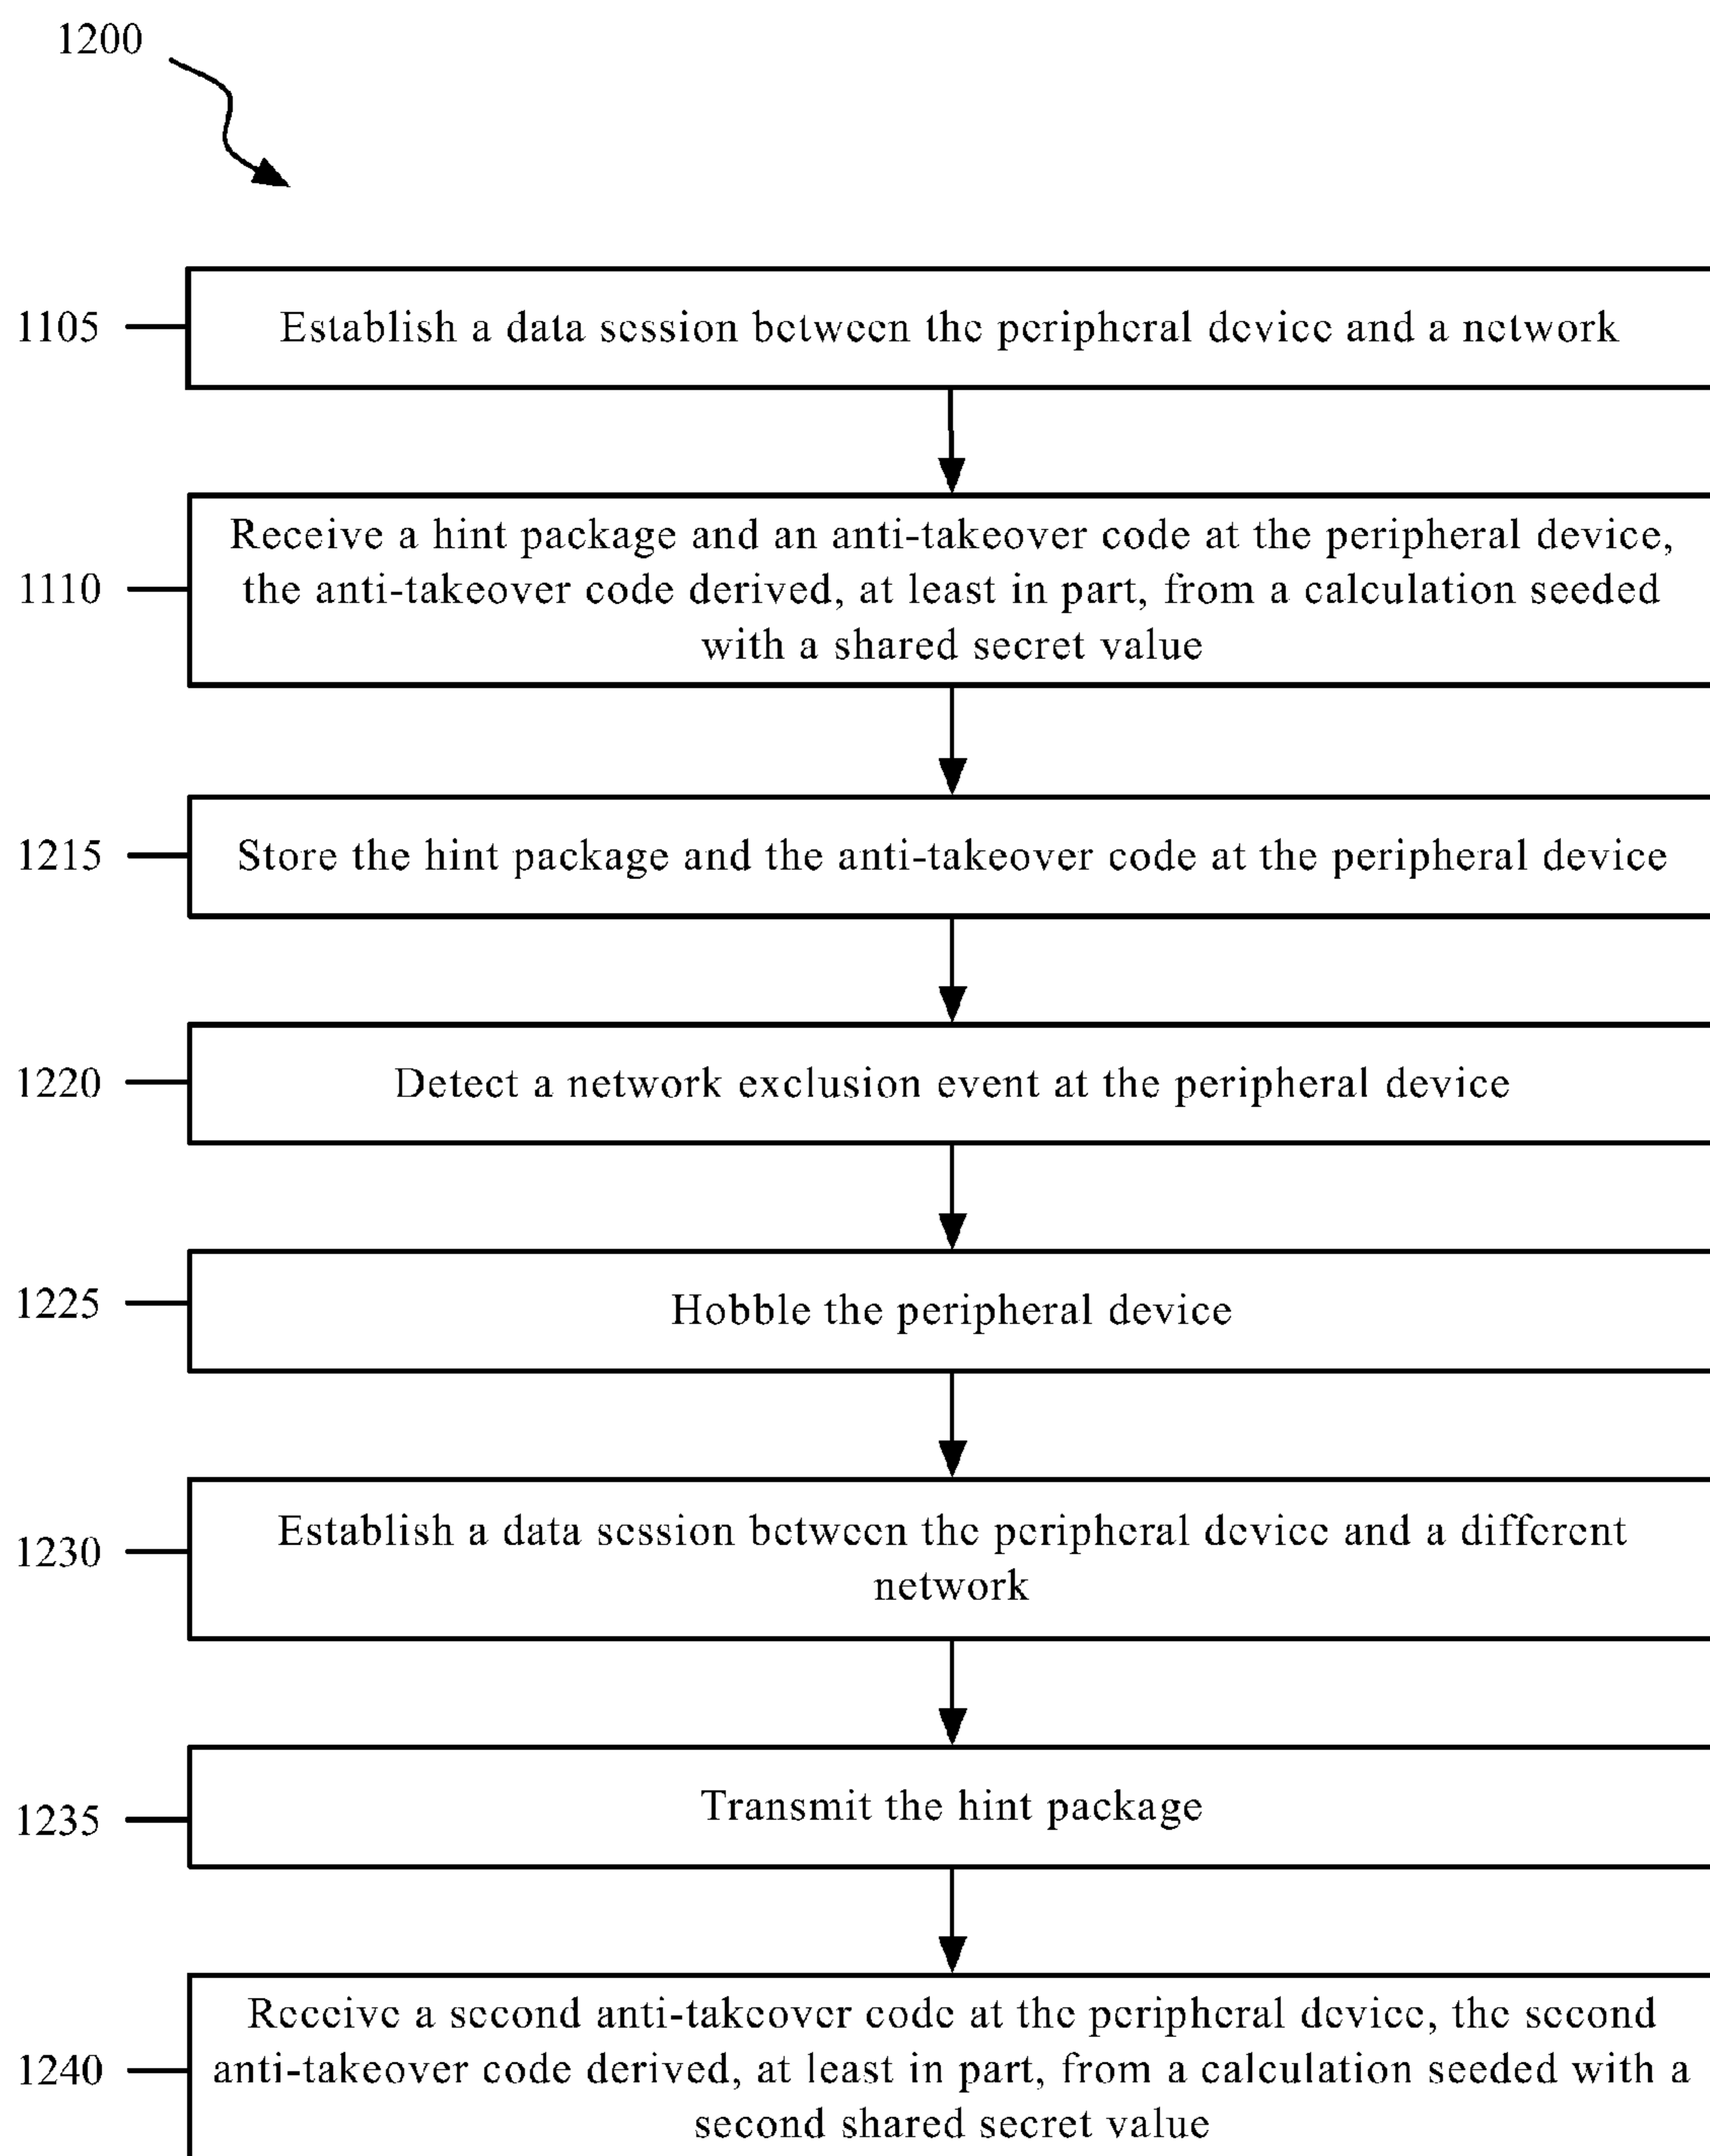 1200
1105
Establish a data session between the peripheral device and a network
1110
Receive a hint package and an anti-takeover code at the peripheral device,
the anti-takeover code derived, at least in part, from a calculation seeded
with a shared secret value
1215
Store the hint package and the anti-takeover code at the peripheral device
1220
Detect a network exclusion event at the peripheral device
1225
Hobble the peripheral device
1230
Establish a data session between the peripheral device and a different
network
1235
Transmit the hint package
1240
Receive a second anti-takeover code at the peripheral device, the second
anti-takeover code derived, at least in part, from a calculation seeded with a
second shared secret value